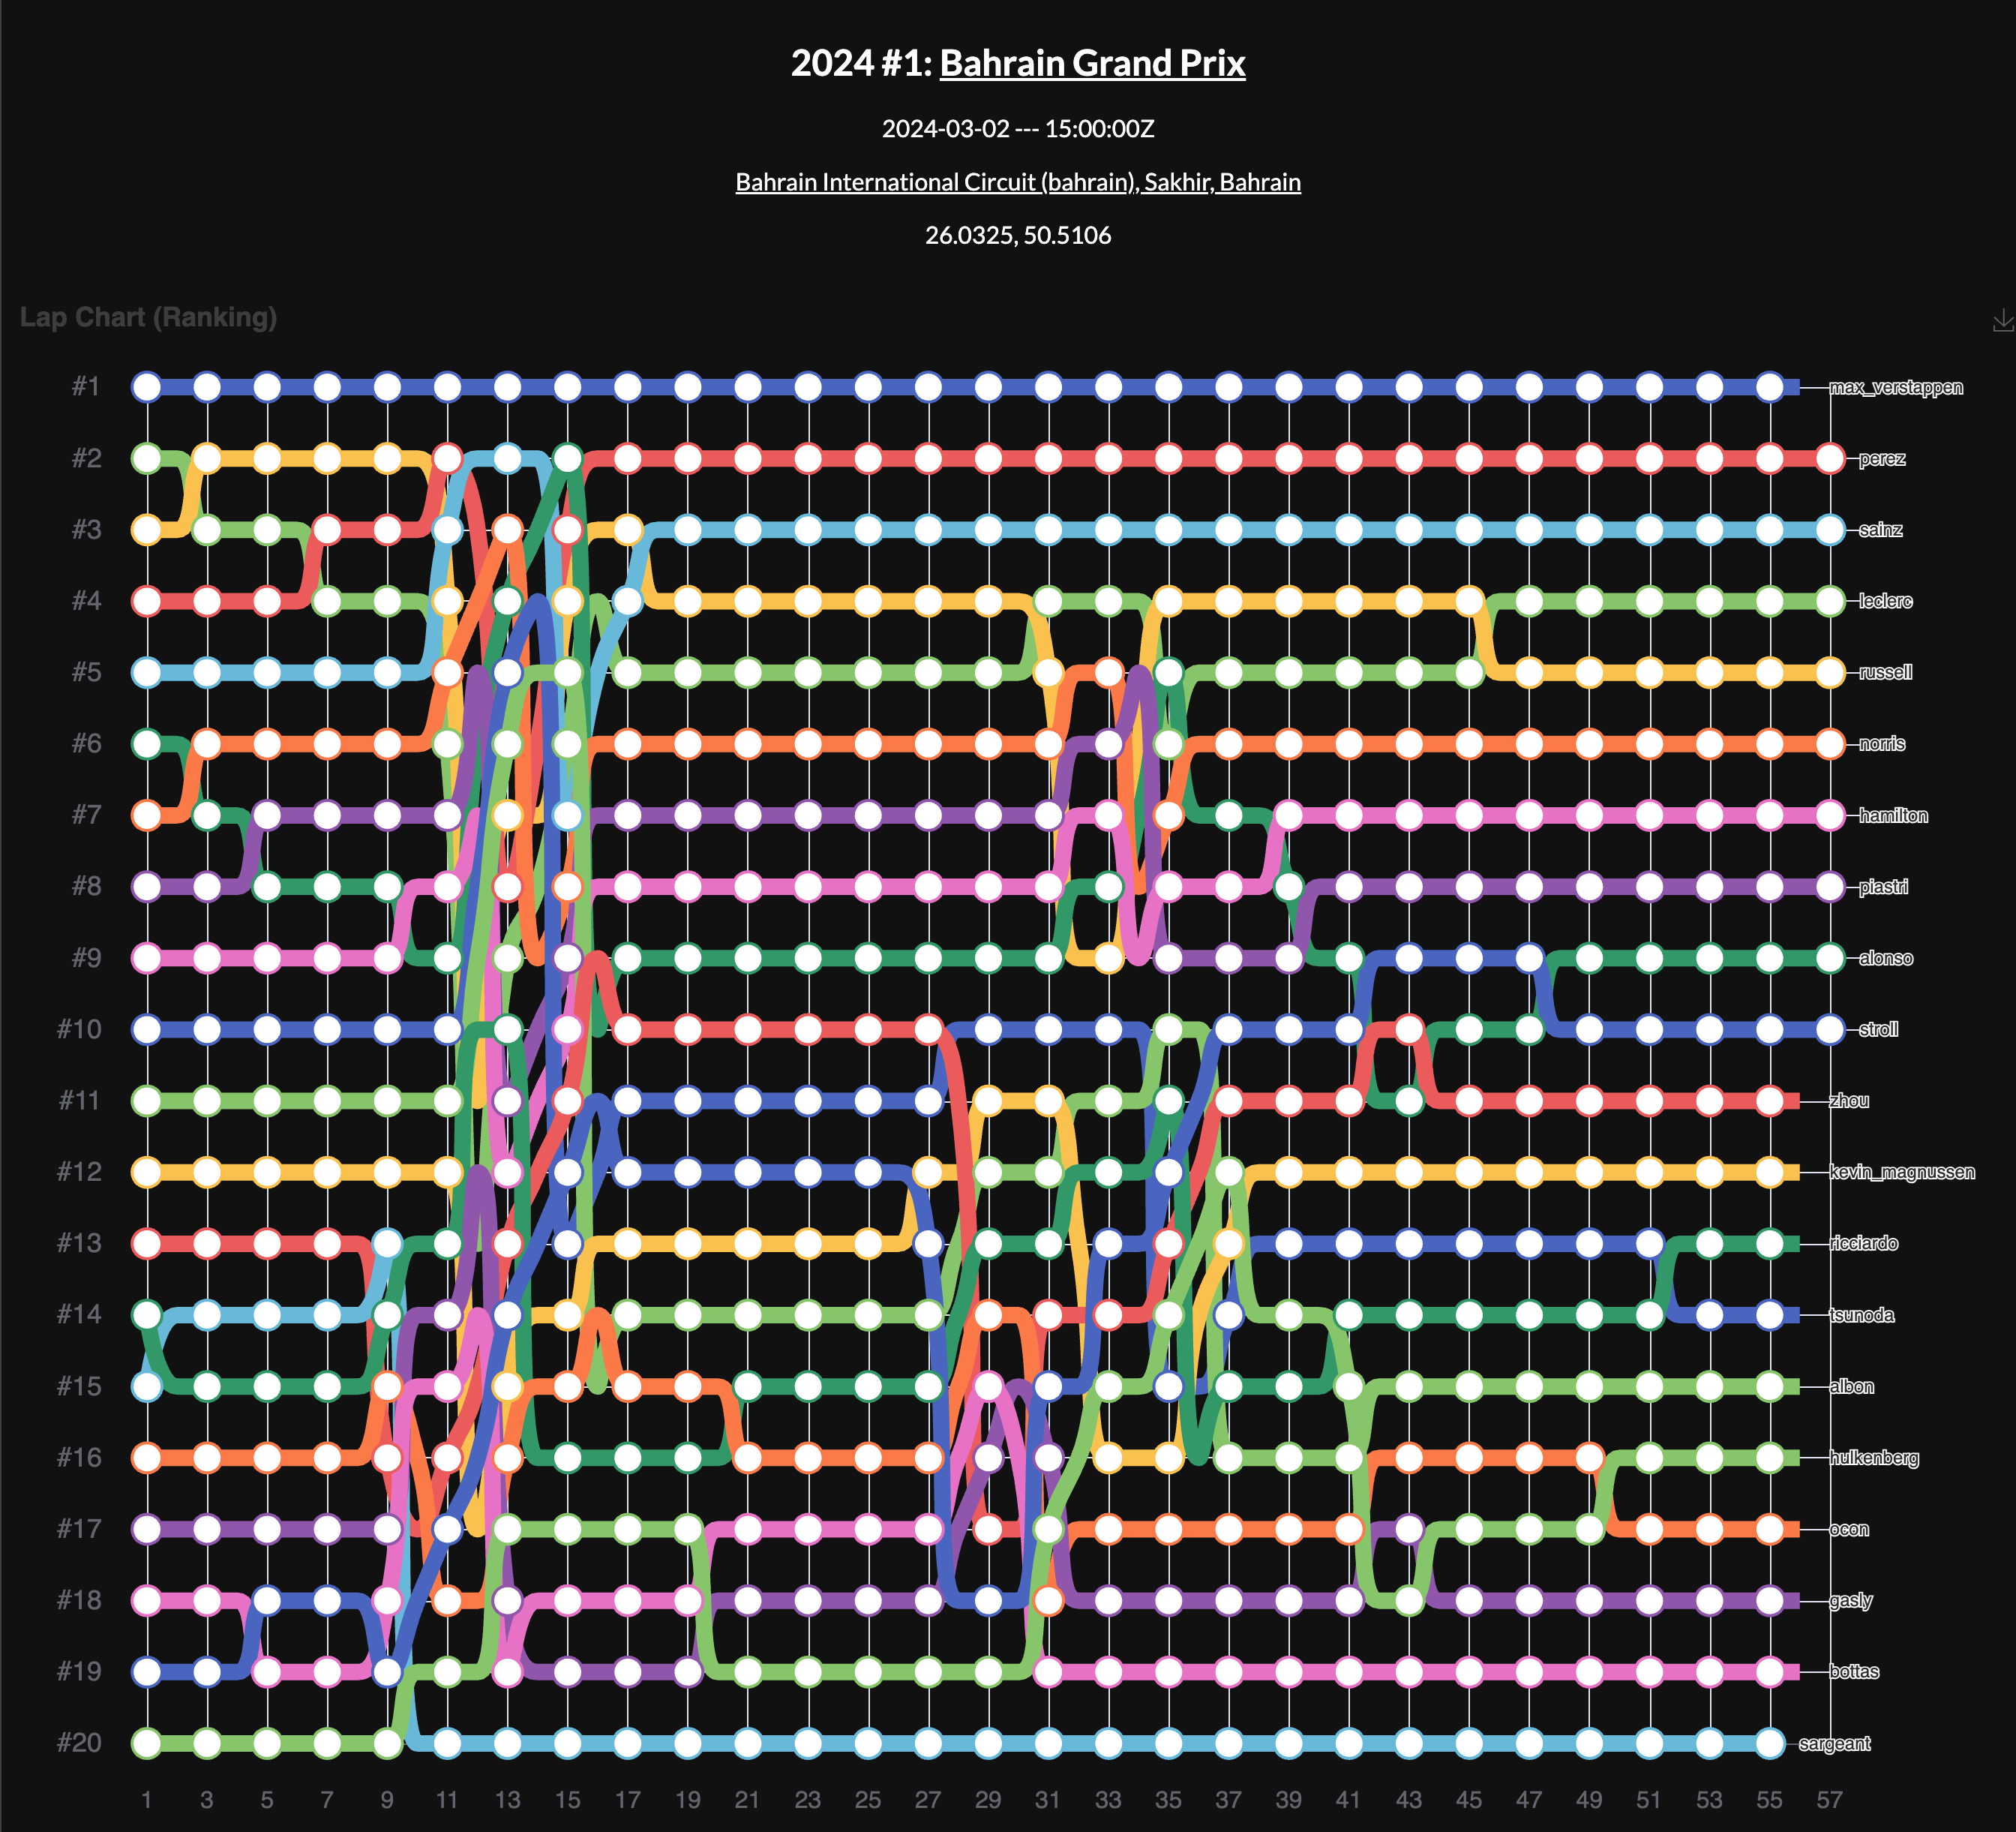 2024 #1: Bahrain Grand Prix
2024-03-02 --- 15:00:00Z
Bahrain International Circuit (bahrain), Sakhir, Bahrain
26.0325, 50.5106
Lap Chart (Ranking)
#1 max_verstappen
#2 perez
#3 sainz
#4 leclerc
#5 russell
#6 norris
#7 hamilton
#8 piastri
#9 alonso
#10 stroll
#11 zhou
#12 kevin_magnussen
#13 ricciardo
#14 tsunoda
#15 albon
#16 hulkenberg
#17 ocon
#18 gasly
#19 bottas
#20 sargeant
1 3 5 7 9 11 13 15 17 19 21 23 25 27 29 31 33 35 37 39 41 43 45 47 49 51 53 55 57